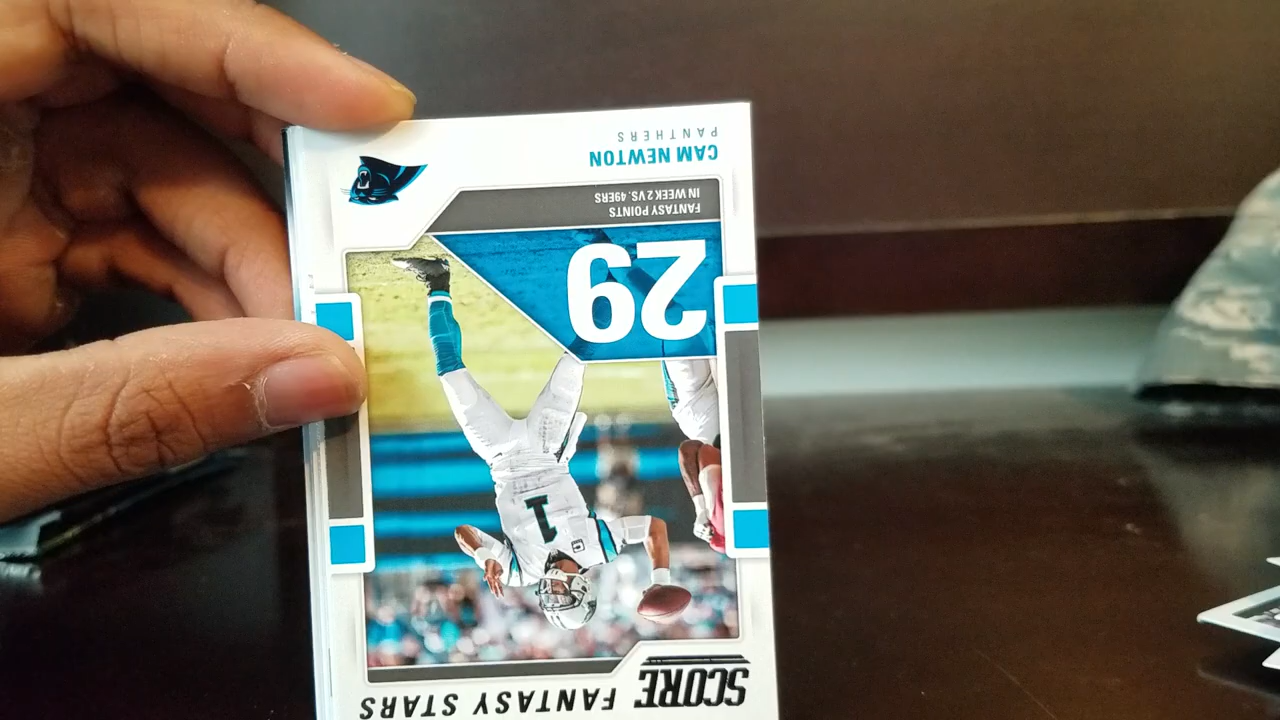 SCORE FANTASY STARS
1
29
FANTASY POINTS
IN WEEK 2 VS. 49ERS
CAM NEWTON
PANTHERS